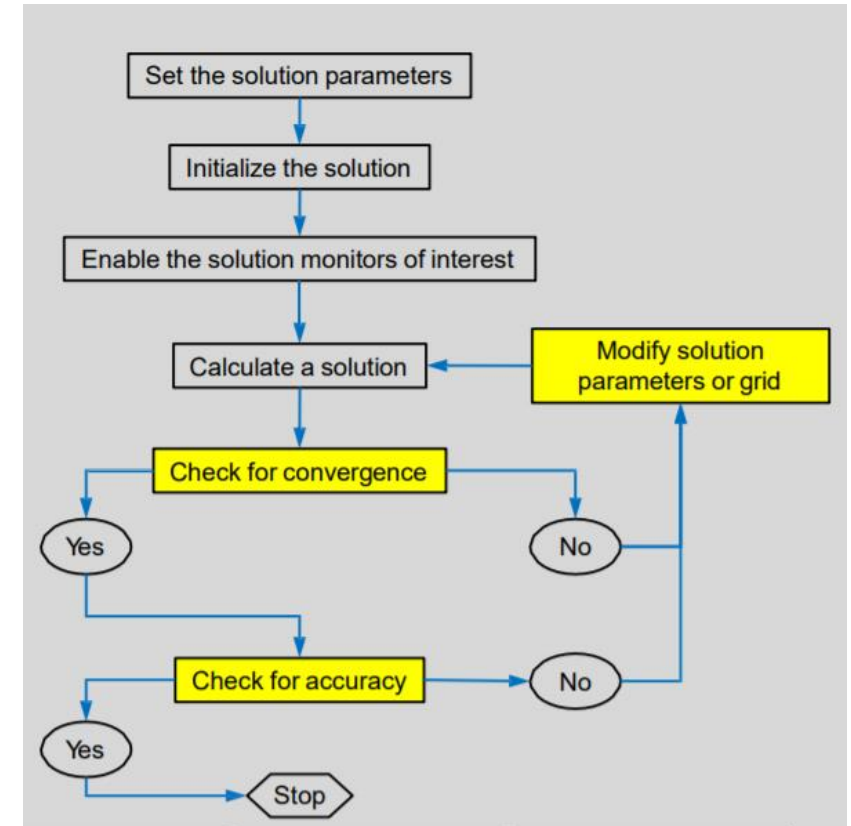 Set the solution parameters
Initialize the solution
Enable the solution monitors of interest
Calculate a solution
Modify solution
parameters or grid
Check for convergence
Yes
No
Check for accuracy
No
Yes
Stop